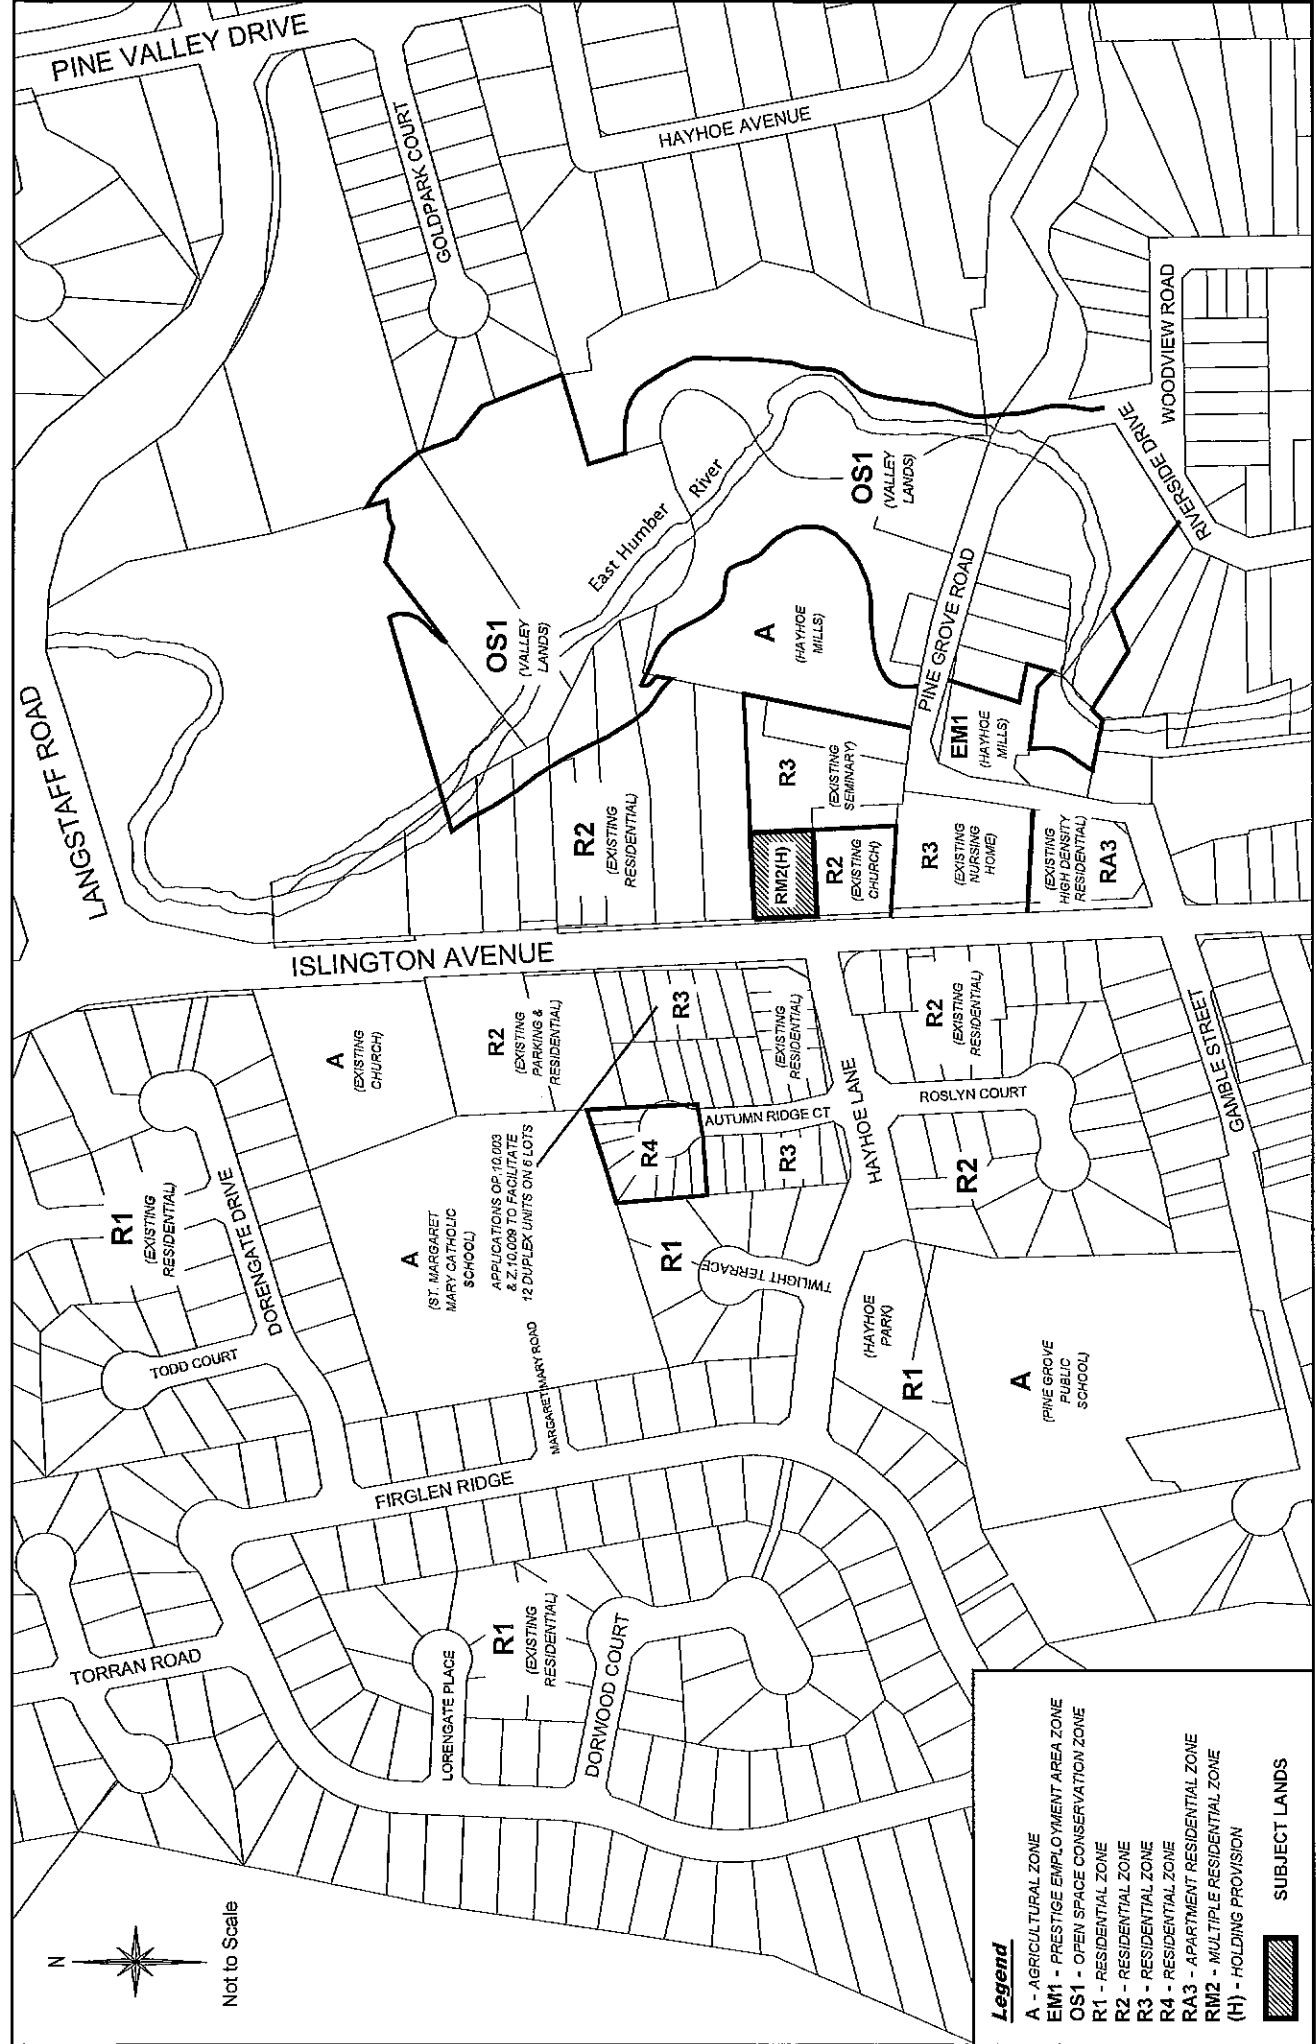 N
Not to Scale
LANGSTAFF ROAD
PINE VALLEY DRIVE
ISLINGTON AVENUE
TORRAN ROAD
TODD COURT
DORENGATE DRIVE
R1
(EXISTING
RESIDENTIAL)
A
(EXISTING
CHURCH)
R2
(EXISTING
PARKING &
RESIDENTIAL)
GOLDPARK COURT
HAYHOE AVENUE
FIRGLEN RIDGE
MARGARET MARY ROAD
A
(ST. MARGARET
MARY CATHOLIC
SCHOOL)
APPLICATIONS OP.10.003
& Z.10.009 TO FACILITATE
12 DUPLEX UNITS ON 6 LOTS
LORENGATE PLACE
R1
(EXISTING
RESIDENTIAL)
DORWOOD COURT
R4
R3
R1
TWILIGHT TERRACE
AUTUMN RIDGE CT
R3
(EXISTING
RESIDENTIAL)
HAYHOE LANE
(HAYHOE
PARK)
R1
R2
ROSLYN COURT
R2
(EXISTING
RESIDENTIAL)
A
(PINE GROVE
PUBLIC
SCHOOL)
GAMBLE STREET
OS1
(VALLEY
LANDS)
East Humber River
R2
(EXISTING
RESIDENTIAL)
A
(HAYHOE
MILLS)
OS1
(VALLEY
LANDS)
RM2(H)
R3
(EXISTING
SEMINARY)
R2
(EXISTING
CHURCH)
R3
(EXISTING
NURSING
HOME)
EM1
(HAYHOE
MILLS)
PINE GROVE ROAD
(EXISTING
HIGH DENSITY
RESIDENTIAL)
RA3
RIVERSIDE DRIVE
WOODVIEW ROAD
Legend
A - AGRICULTURAL ZONE
EM1 - PRESTIGE EMPLOYMENT AREA ZONE
OS1 - OPEN SPACE CONSERVATION ZONE
R1 - RESIDENTIAL ZONE
R2 - RESIDENTIAL ZONE
R3 - RESIDENTIAL ZONE
R4 - RESIDENTIAL ZONE
RA3 - APARTMENT RESIDENTIAL ZONE
RM2 - MULTIPLE RESIDENTIAL ZONE
(H) - HOLDING PROVISION
SUBJECT LANDS